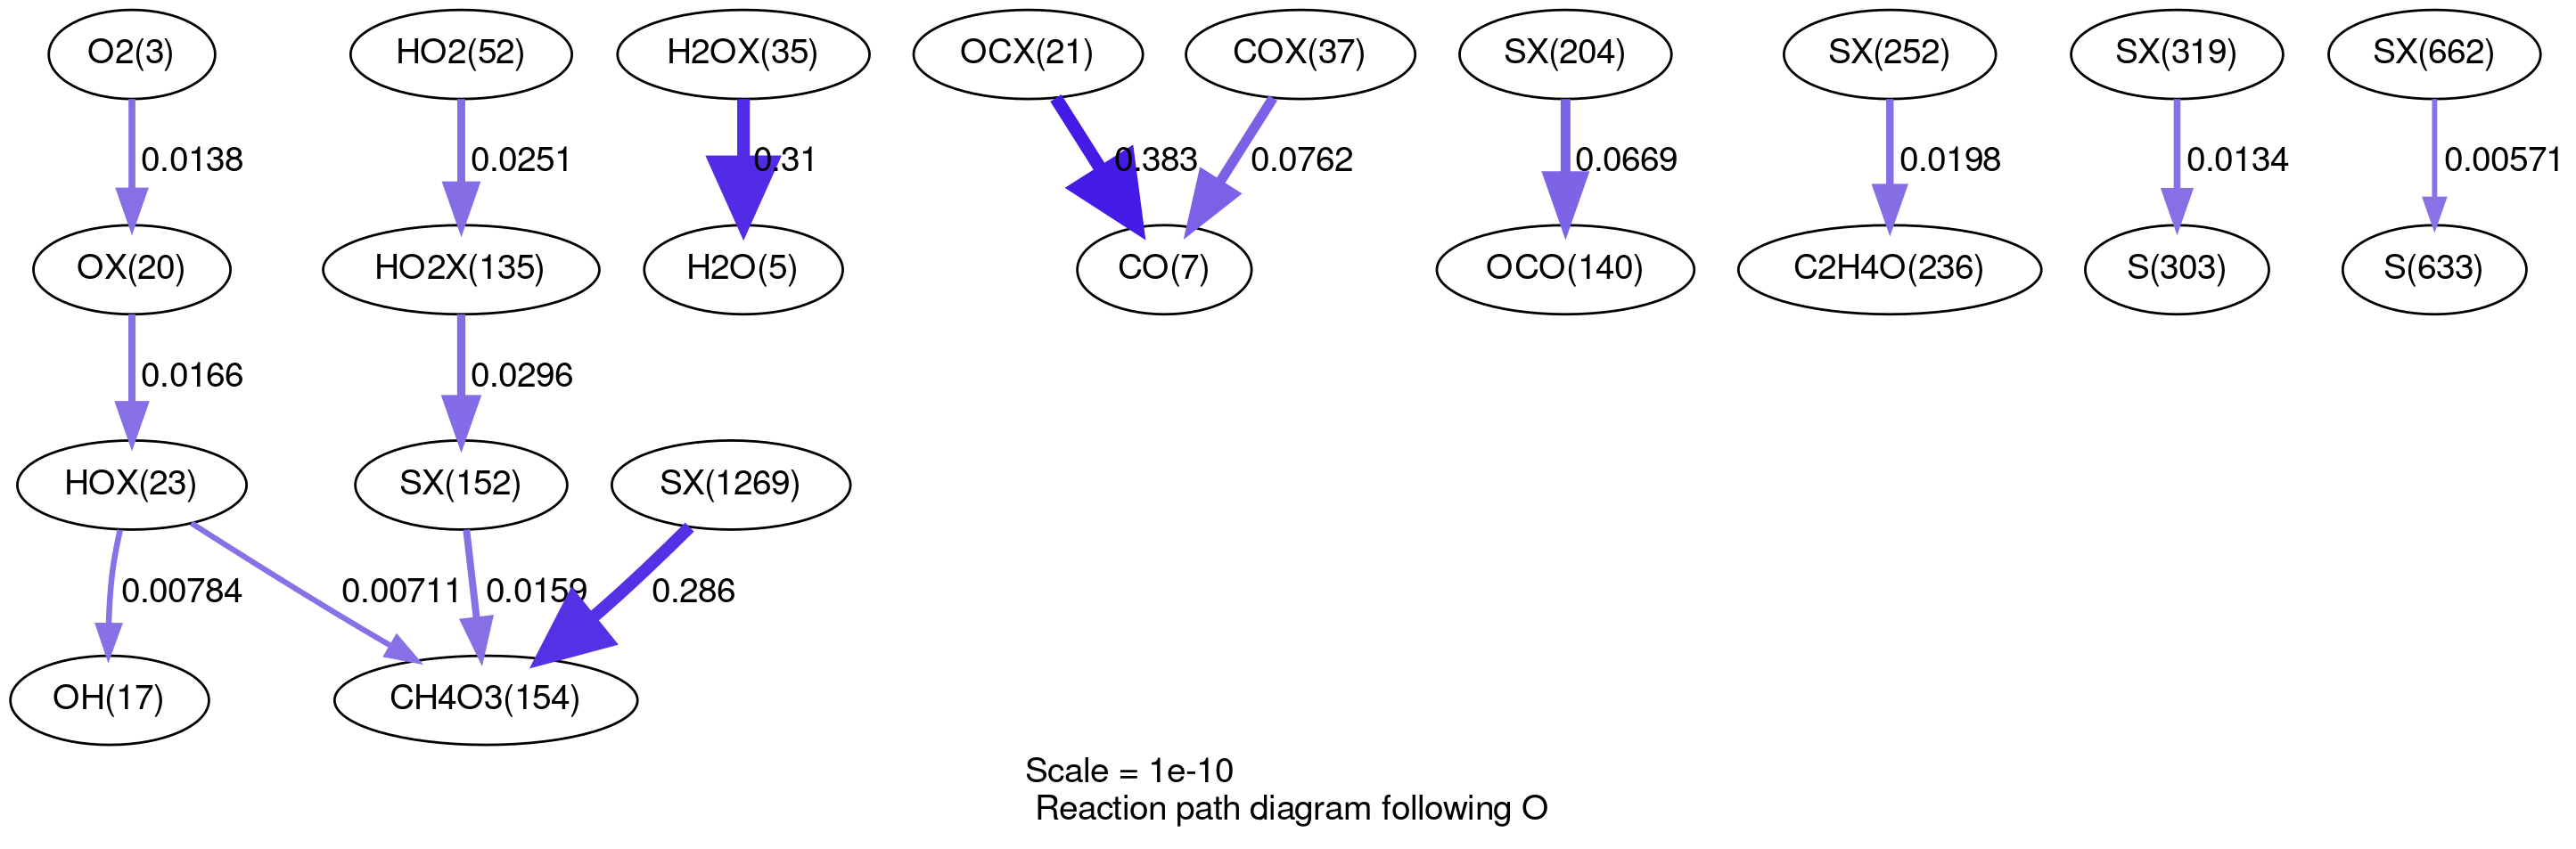 O2(3)
HO2(52)
H2OX(35)
OCX(21)
COX(37)
SX(204)
SX(252)
SX(319)
SX(662)
0.0138
0.0251
0.31
0.383
0.0762
0.0669
0.0198
0.0134
0.00571
OX(20)
HO2X(135)
H2O(5)
CO(7)
OCO(140)
C2H4O(236)
S(303)
S(633)
0.0166
0.0296
HOX(23)
SX(152)
SX(1269)
0.00784
0.00711
0.0159
0.286
OH(17)
CH4O3(154)
Scale = 1e-10
Reaction path diagram following O